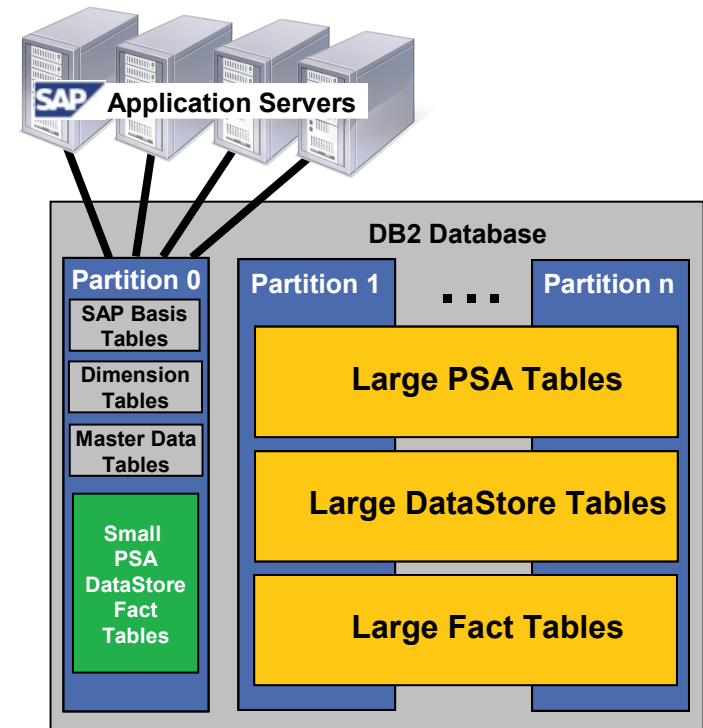 SAP Application Servers
DB2 Database
Partition 0
SAP Basis
Tables
Dimension
Tables
Master Data
Tables
Small
PSA
DataStore
Fact
Tables
Partition 1
...
Partition n
Large PSA Tables
Large DataStore Tables
Large Fact Tables